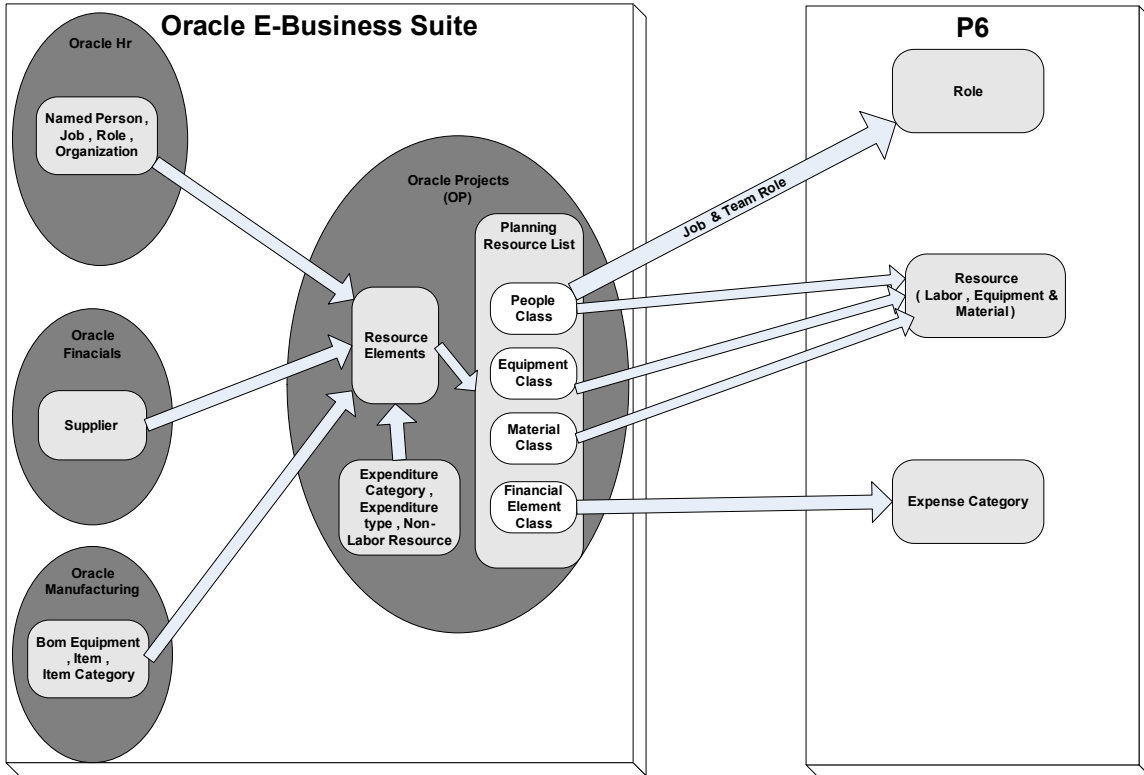 Oracle E-Business Suite
P6
Oracle Hr
Named Person ,
Job , Role ,
Organization
Oracle
Finacials
Supplier
Oracle
Manufacturing
Bom Equipment
, Item ,
Item Category
Oracle Projects
(OP)
Resource
Elements
Expenditure
Category ,
Expenditure
type , Non-
Labor Resource
Planning
Resource List
People
Class
Equipment
Class
Material
Class
Financial
Element
Class
Job & Team Role
Role
Resource
( Labor , Equipment &
Material )
Expense Category